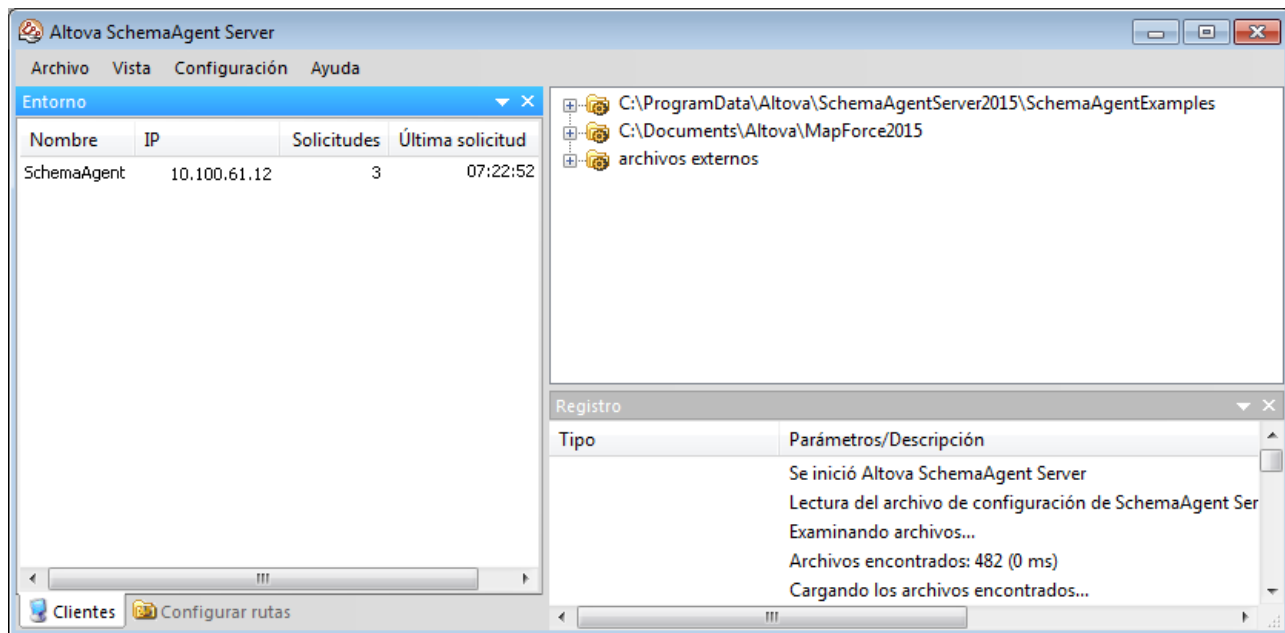 Altova SchemaAgent Server
Archivo Vista Configuración Ayuda
Entorno
Nombre IP Solicitudes Última solicitud
SchemaAgent 10.100.61.12 3 07:22:52
Clientes Configurar rutas
C:\ProgramData\Altova\SchemaAgentServer2015\SchemaAgentExamples
C:\Documents\Altova\MapForce2015
archivos externos
Registro
Tipo Parámetros/Descripción
Se inició Altova SchemaAgent Server
Lectura del archivo de configuración de SchemaAgent Ser
Examinando archivos...
Archivos encontrados: 482 (0 ms)
Cargando los archivos encontrados...